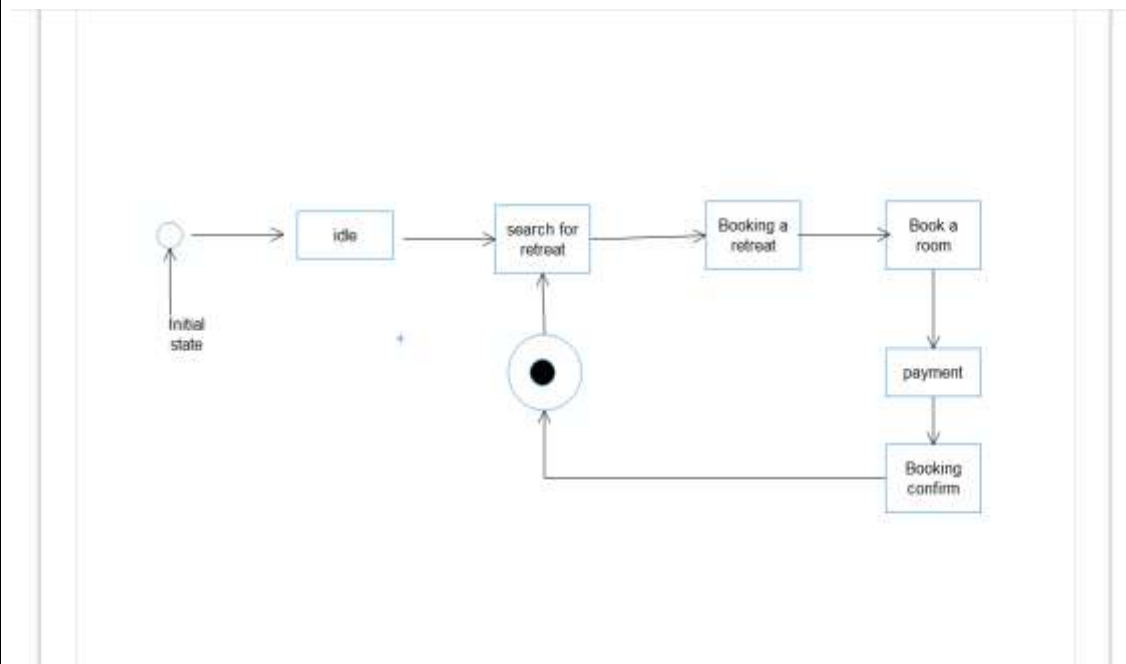 idle
search for
retreat
Booking a
retreat
Book a
room
Initial
state
payment
Booking
confirm